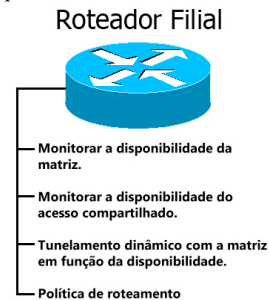 Roteador Filial
Monitorar a disponibilidade da
matriz.
Monitorar a disponibilidade do
acesso compartilhado.
Tunelamento dinâmico com a matriz
em função da disponibilidade.
Política de roteamento